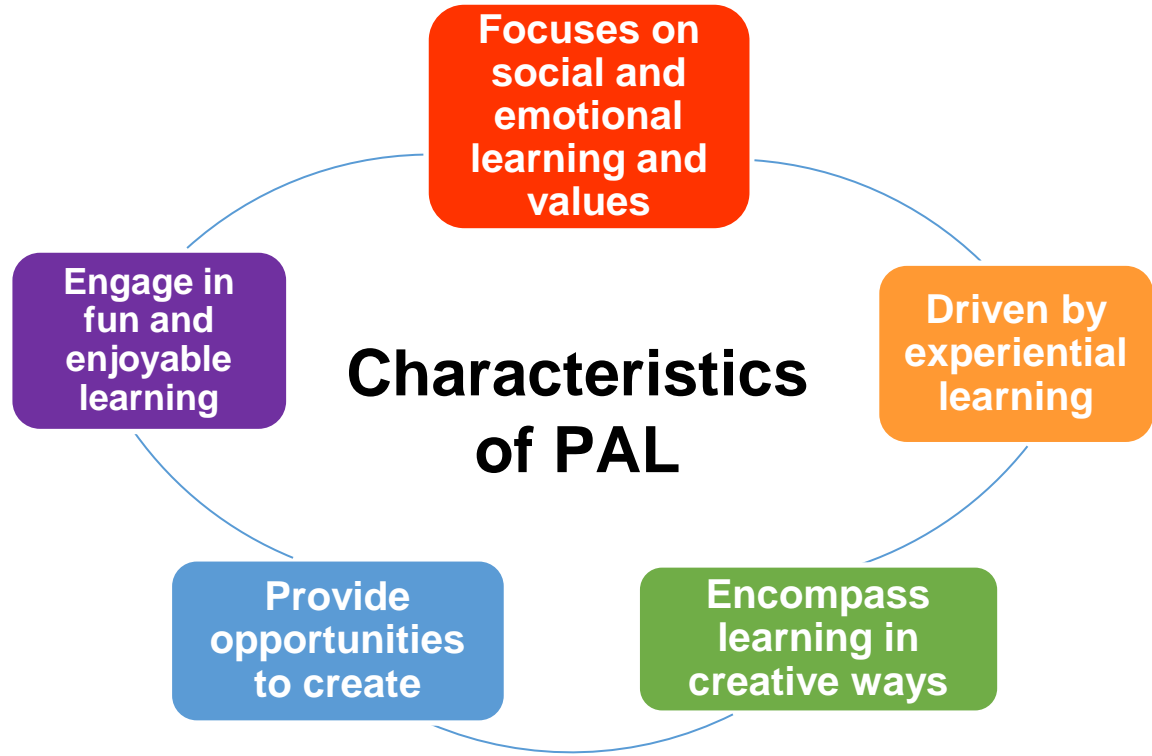 Focuses on
social and
emotional
learning and
values
Engage in
fun and
enjoyable
learning
Driven by
experiential
learning
Characteristics
of PAL
Provide
opportunities
to create
Encompass
learning in
creative ways